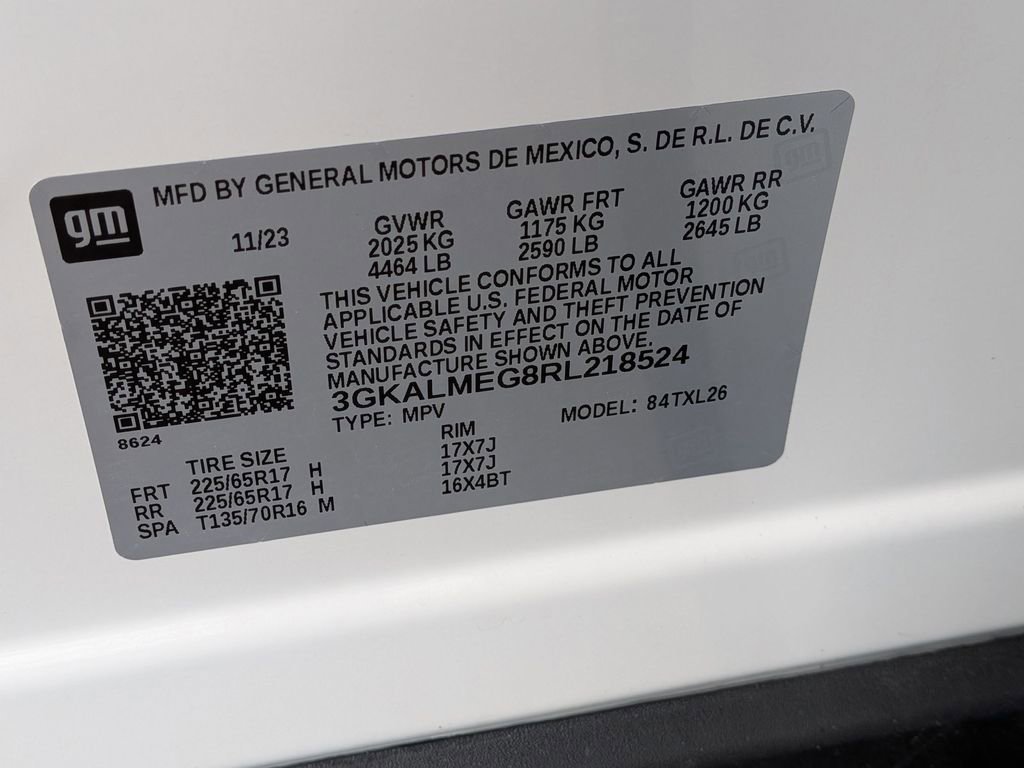 gm
MFD BY GENERAL MOTORS DE MEXICO, S. DE R.L. DE C.V.
11/23
GVWR
2025 KG
4464 LB
GAWR FRT
1175 KG
2590 LB
GAWR RR
1200 KG
2645 LB
THIS VEHICLE CONFORMS TO ALL
APPLICABLE U.S. FEDERAL MOTOR
VEHICLE SAFETY AND THEFT PREVENTION
STANDARDS IN EFFECT ON THE DATE OF
MANUFACTURE SHOWN ABOVE.
3GKALMEG8RL218524
TYPE: MPV MODEL: 84TXL26
8624
TIRE SIZE RIM
FRT 225/65R17 H 17X7J
RR 225/65R17 H 17X7J
SPA T135/70R16 M 16X4BT